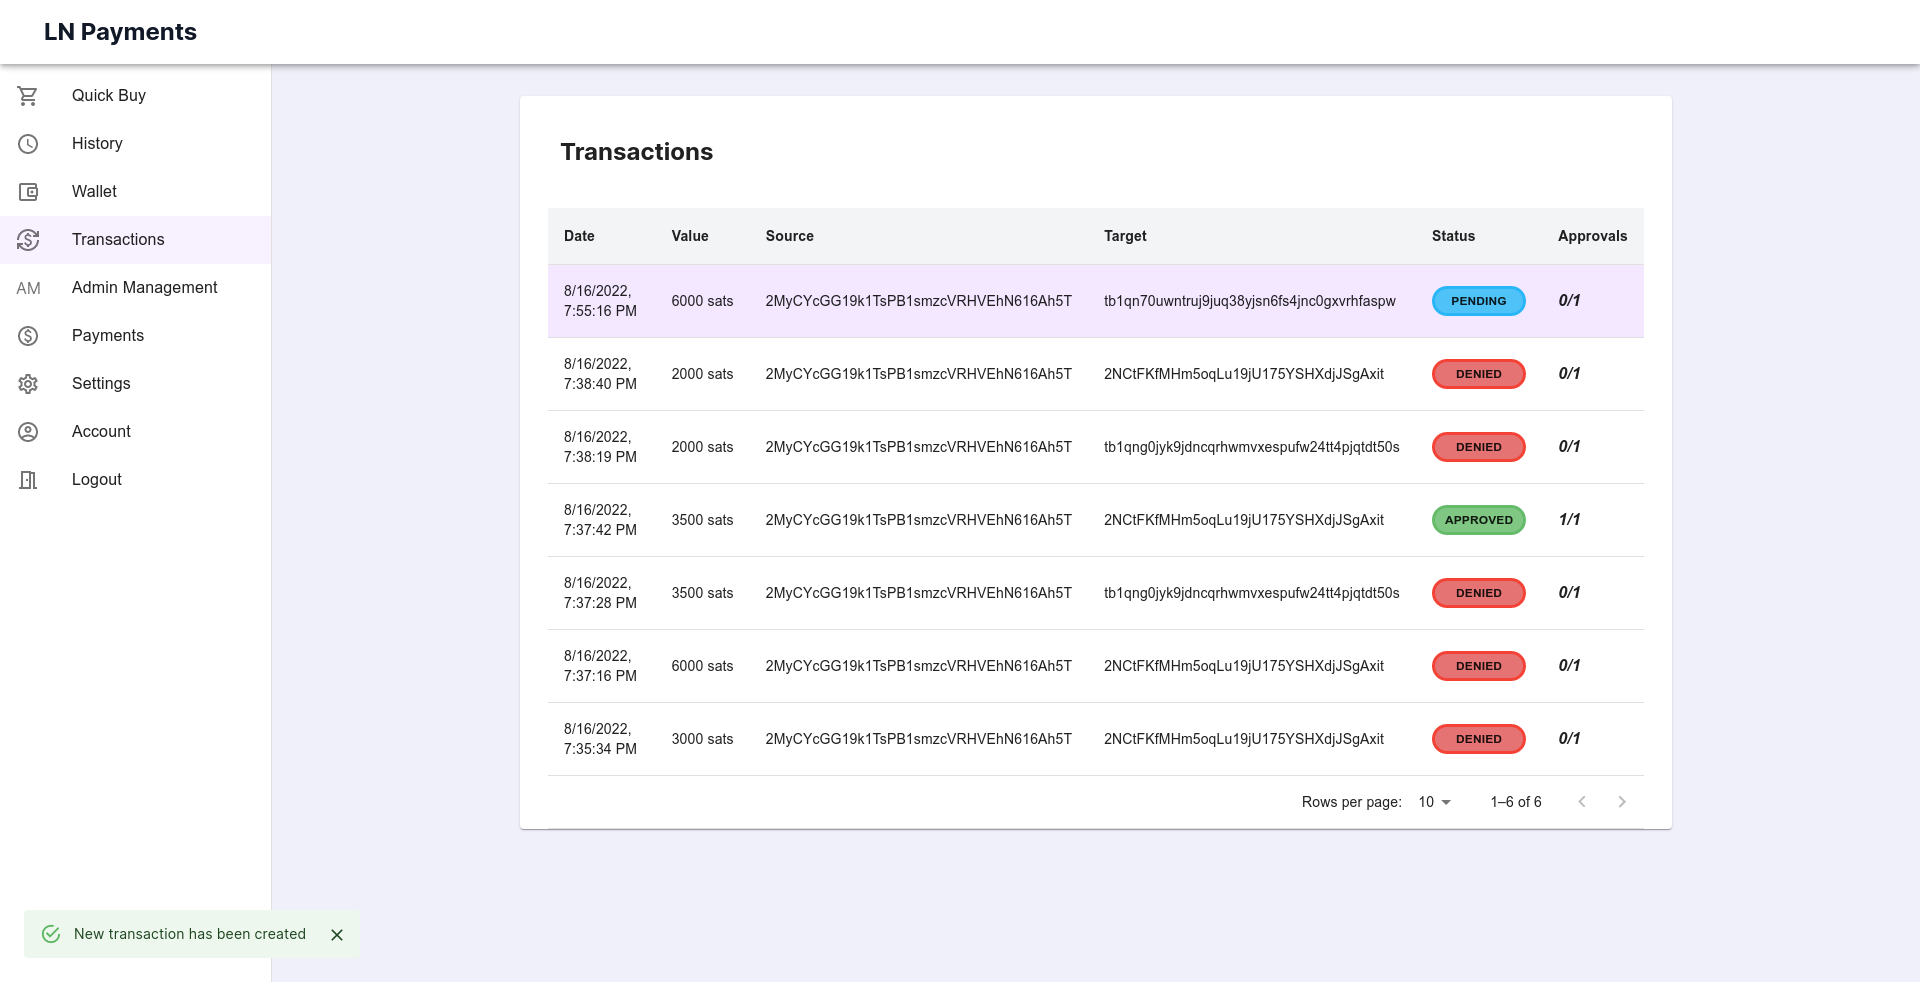 LN Payments
Quick Buy
History
Wallet
Transactions
AM Admin Management
Payments
Settings
Account
Logout
Transactions
Date Value Source Target Status Approvals
8/16/2022,
7:55:16 PM 6000 sats 2MyCYcGG19k1TsPB1smzcVRHVEhN616Ah5T tb1qn70uwntruj9juq38yjsn6fs4jnc0gxvrhfaspw PENDING 0/1
8/16/2022,
7:38:40 PM 2000 sats 2MyCYcGG19k1TsPB1smzcVRHVEhN616Ah5T 2NCtFKfMHm5oqLu19jU175YSHXdjJSgAxit DENIED 0/1
8/16/2022,
7:38:19 PM 2000 sats 2MyCYcGG19k1TsPB1smzcVRHVEhN616Ah5T tb1qng0jyk9jdncqrhwmvxespufw24tt4pjqtdt50s DENIED 0/1
8/16/2022,
7:37:42 PM 3500 sats 2MyCYcGG19k1TsPB1smzcVRHVEhN616Ah5T 2NCtFKfMHm5oqLu19jU175YSHXdjJSgAxit APPROVED 1/1
8/16/2022,
7:37:28 PM 3500 sats 2MyCYcGG19k1TsPB1smzcVRHVEhN616Ah5T tb1qng0jyk9jdncqrhwmvxespufw24tt4pjqtdt50s DENIED 0/1
8/16/2022,
7:37:16 PM 6000 sats 2MyCYcGG19k1TsPB1smzcVRHVEhN616Ah5T 2NCtFKfMHm5oqLu19jU175YSHXdjJSgAxit DENIED 0/1
8/16/2022,
7:35:34 PM 3000 sats 2MyCYcGG19k1TsPB1smzcVRHVEhN616Ah5T 2NCtFKfMHm5oqLu19jU175YSHXdjJSgAxit DENIED 0/1
Rows per page: 10 1–6 of 6
New transaction has been created